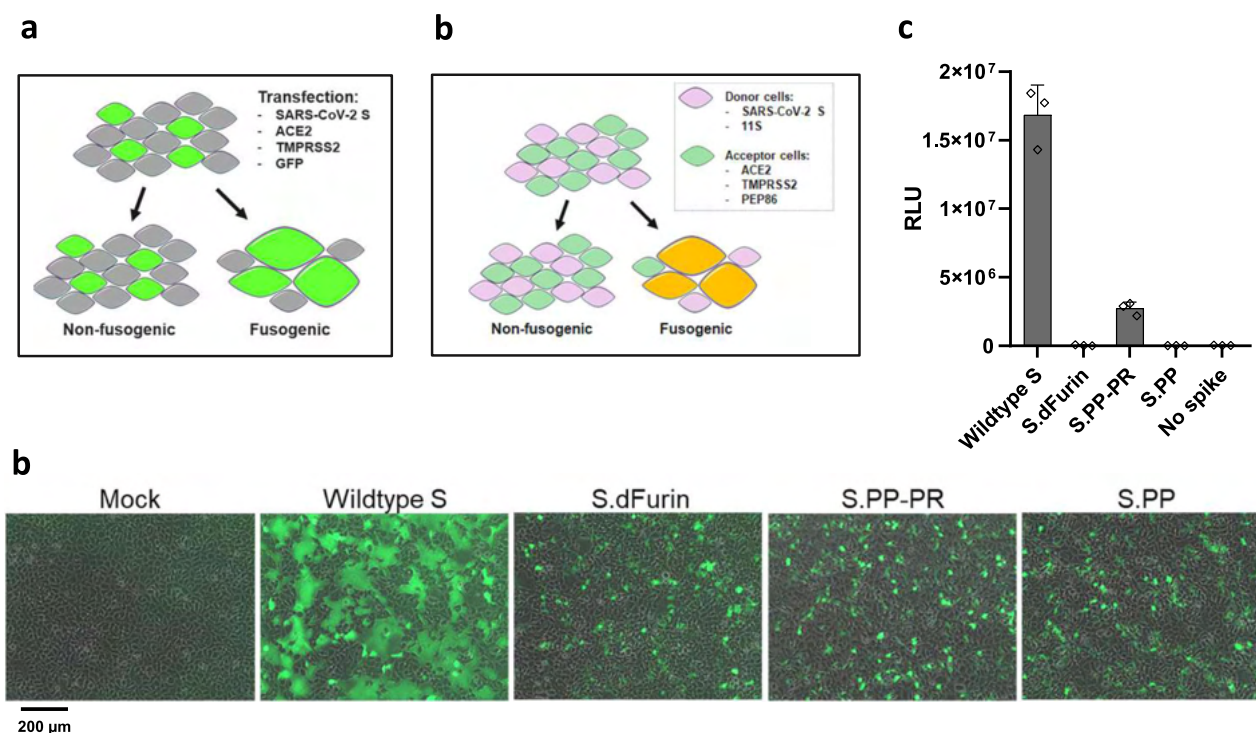 a
Transfection:
- SARS-CoV-2 S
- ACE2
- TMPRSS2
- GFP
Non-fusogenic
Fusogenic
b
Donor cells:
- SARS-CoV-2 S
- 11S
Acceptor cells:
- ACE2
- TMPRSS2
- PEP86
Non-fusogenic
Fusogenic
c
2×10⁷
1.5×10⁷
1×10⁷
5×10⁶
0
RLU
Wildtype S
S.dFurin
S.PP-PR
S.PP
No spike
b
Mock
Wildtype S
S.dFurin
S.PP-PR
S.PP
200 μm